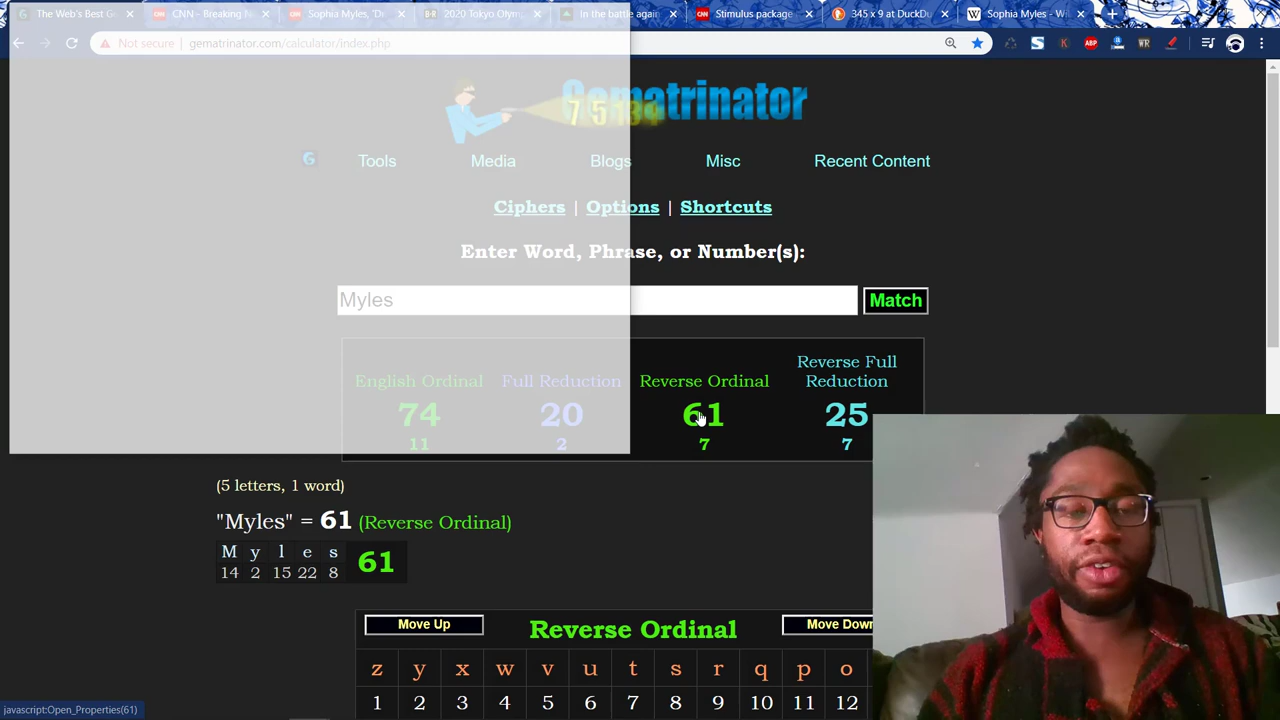 The Web's Best G
CNN - Breaking N
Sophia Myles, 'D
2020 Tokyo Olym
In the battle again
Stimulus package
345 x 9 at DuckDu
Sophia Myles - W
Not secure | gematrinator.com/calculator/index.php
Gematrinator
Tools Media Blogs Misc Recent Content
Ciphers | Options | Shortcuts
Enter Word, Phrase, or Number(s):
Myles Match
English Ordinal Full Reduction Reverse Ordinal Reverse Full Reduction
74 20 61 25
11 2 7 7
(5 letters, 1 word)
"Myles" = 61 (Reverse Ordinal)
M y l e s 61
14 2 15 22 8
Move Up Reverse Ordinal Move Down
z y x w v u t s r q p o
1 2 3 4 5 6 7 8 9 10 11 12
javascript:Open_Properties(61)